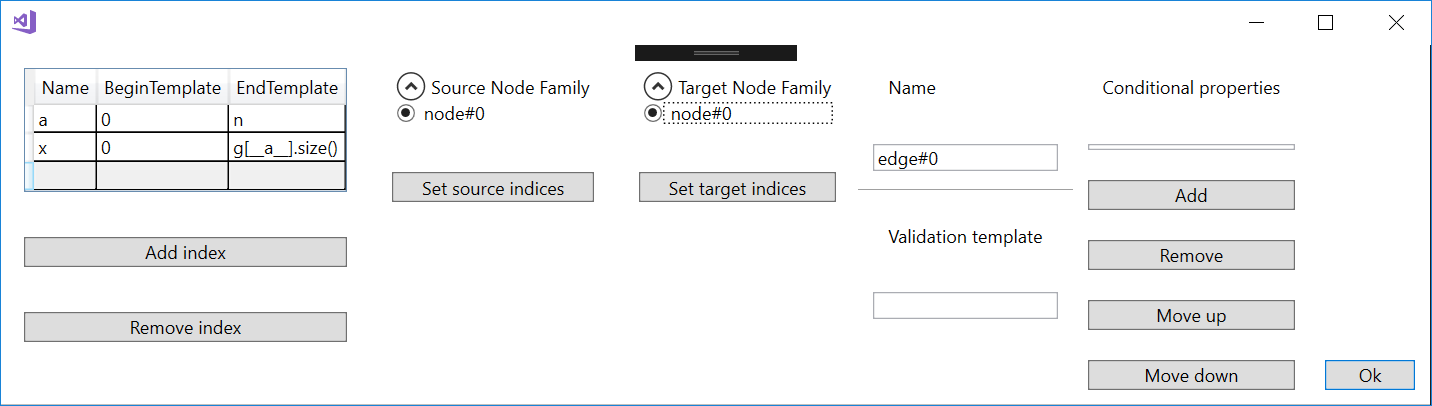 Name BeginTemplate EndTemplate
a 0 n
x 0 g[__a__].size()
Add index
Remove index
Source Node Family
node#0
Set source indices
Target Node Family
node#0
Set target indices
Name
edge#0
Validation template
Conditional properties
Add
Remove
Move up
Move down
Ok